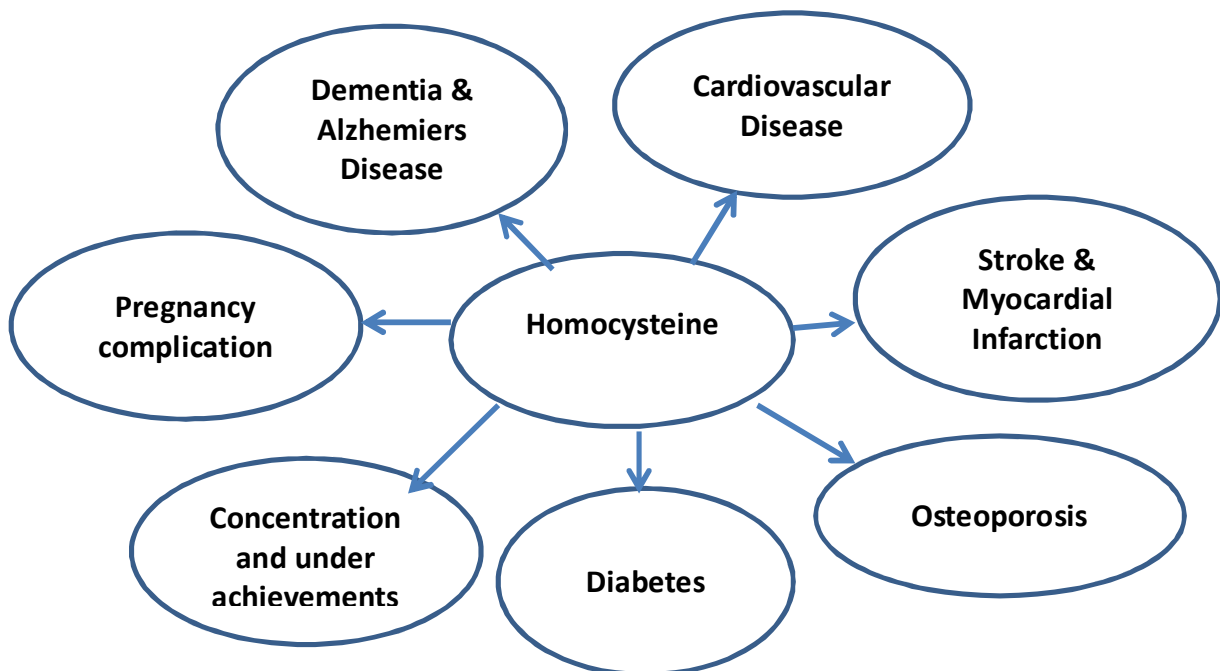 Dementia &
Alzhemiers
Disease
Cardiovascular
Disease
Pregnancy
complication
Homocysteine
Stroke &
Myocardial
Infarction
Concentration
and under
achievements
Diabetes
Osteoporosis